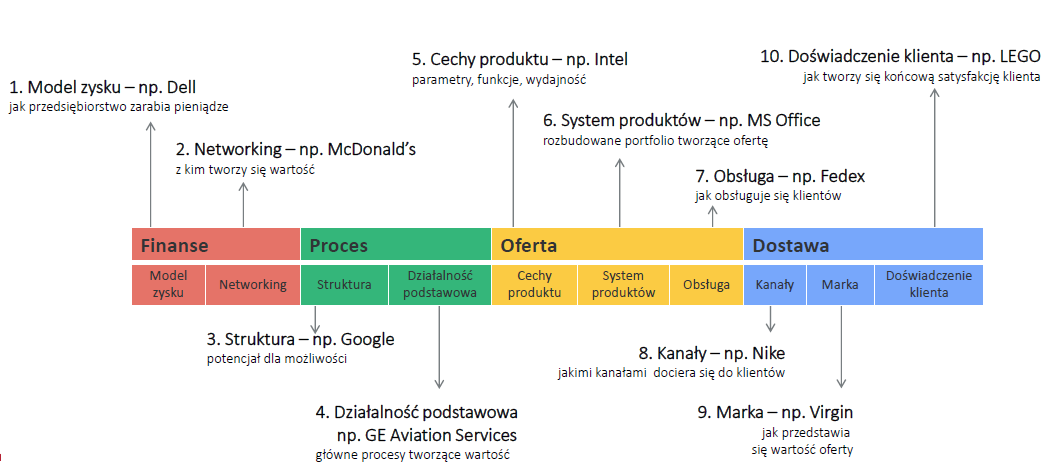 1. Model zysku – np. Dell
jak przedsiębiorstwo zarabia pieniądze
2. Networking – np. McDonald's
z kim tworzy się wartość
5. Cechy produktu – np. Intel
parametry, funkcje, wydajność
6. System produktów – np. MS Office
rozbudowane portfolio tworzące ofertę
7. Obsługa – np. Fedex
jak obsługuje się klientów
10. Doświadczenie klienta – np. LEGO
jak tworzy się końcową satysfakcję klienta
Finanse
Proces
Oferta
Dostawa
Model
zysku
Networking
Struktura
Działalność
podstawowa
Cechy
produktu
System
produktów
Obsługa
Kanały
Marka
Doświadczenie
klienta
3. Struktura – np. Google
potencjał dla możliwości
4. Działalność podstawowa
np. GE Aviation Services
główne procesy tworzące wartość
8. Kanały – np. Nike
jakimi kanałami dociera się do klientów
9. Marka – np. Virgin
jak przedstawia
się wartość oferty